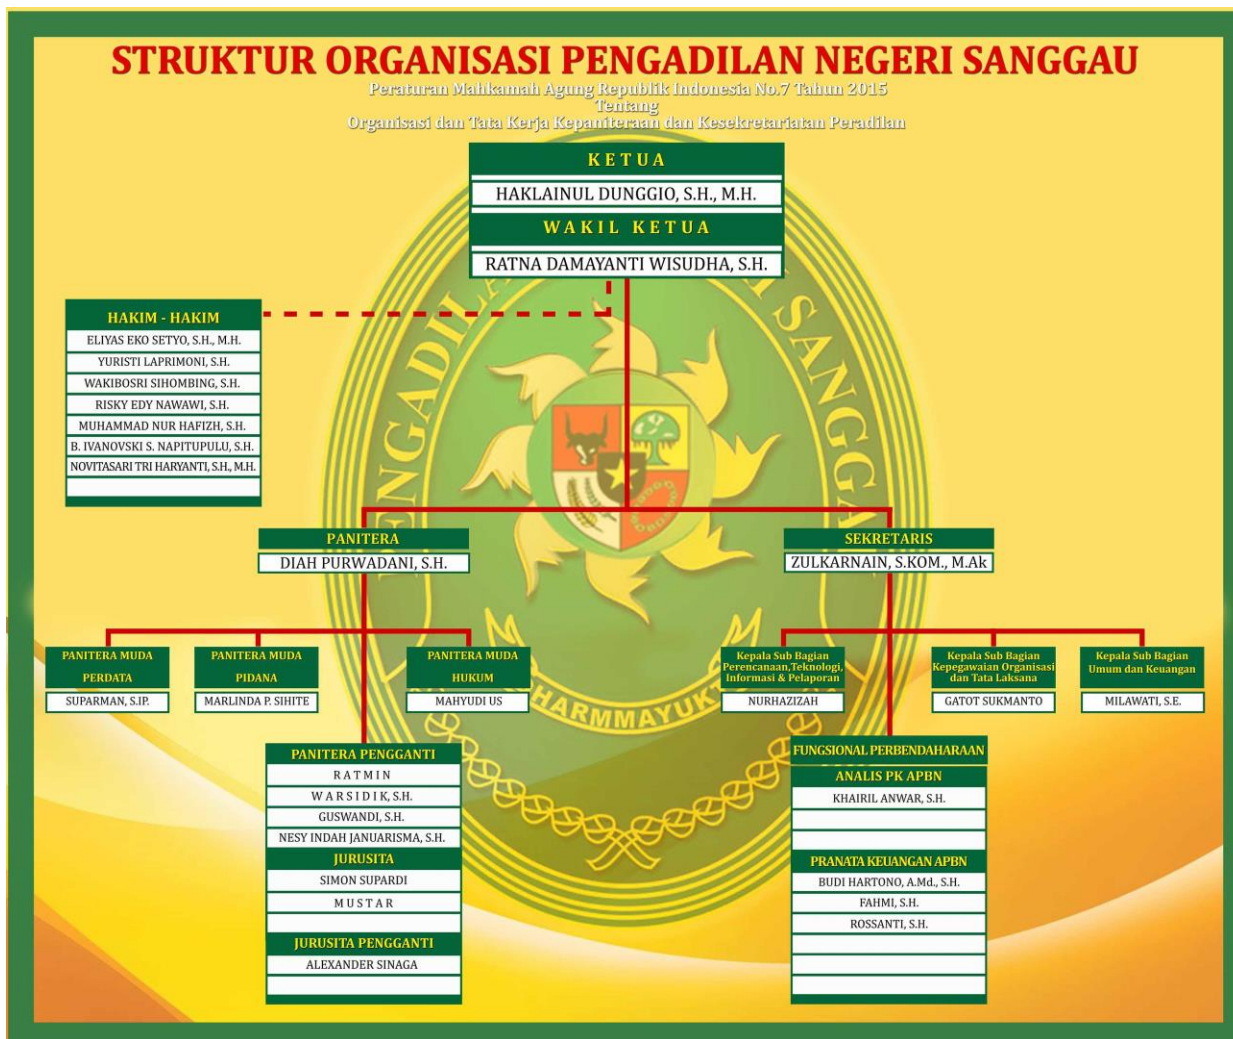 STRUKTUR ORGANISASI PENGADILAN NEGERI SANGGAU
Peraturan Mahkamah Agung Republik Indonesia No.7 Tahun 2015
Tentang
Organisasi dan Tata Kerja Kepaniteraan dan Kesekretariatan Peradilan
KETUA
HAKLAINUL DUNGGIO, S.H., M.H.
WAKIL KETUA
RATNA DAMAYANTI WISUDHA, S.H.
HAKIM - HAKIM
ELIYAS EKO SETYO, S.H., M.H.
YURISTI LAPRIMONI, S.H.
WAKIBOSRI SIHOMBING, S.H.
RISKY EDY NAWAWI, S.H.
MUHAMMAD NUR HAFIZH, S.H.
B. IVANOVSKI S. NAPITUPULU, S.H.
NOVITASARI TRI HARYANTI, S.H., M.H.
PANITERA
DIAH PURWADANI, S.H.
SEKRETARIS
ZULKARNAIN, S.KOM., M.Ak
PANITERA MUDA
PERDATA
SUPARMAN, S.IP.
PANITERA MUDA
PIDANA
MARLINDA P. SIHITE
PANITERA MUDA
HUKUM
MAHYUDI US
Kepala Sub Bagian
Perencanaan,Teknologi,
Informasi & Pelaporan
NURHAZIZAH
Kepala Sub Bagian
Kepegawaian Organisasi
dan Tata Laksana
GATOT SUKMANTO
Kepala Sub Bagian
Umum dan Keuangan
MILAWATI, S.E.
PANITERA PENGGANTI
RATMIN
WARSIDIK, S.H.
GUSWANDI, S.H.
NESY INDAH JANUARISMA, S.H.
JURUSITA
SIMON SUPARDI
MUSTAR
JURUSITA PENGGANTI
ALEXANDER SINAGA
FUNGSIONAL PERBENDAHARAAN
ANALIS PK APBN
KHAIRIL ANWAR, S.H.
PRANATA KEUANGAN APBN
BUDI HARTONO, A.Md., S.H.
FAHMI, S.H.
ROSSANTI, S.H.